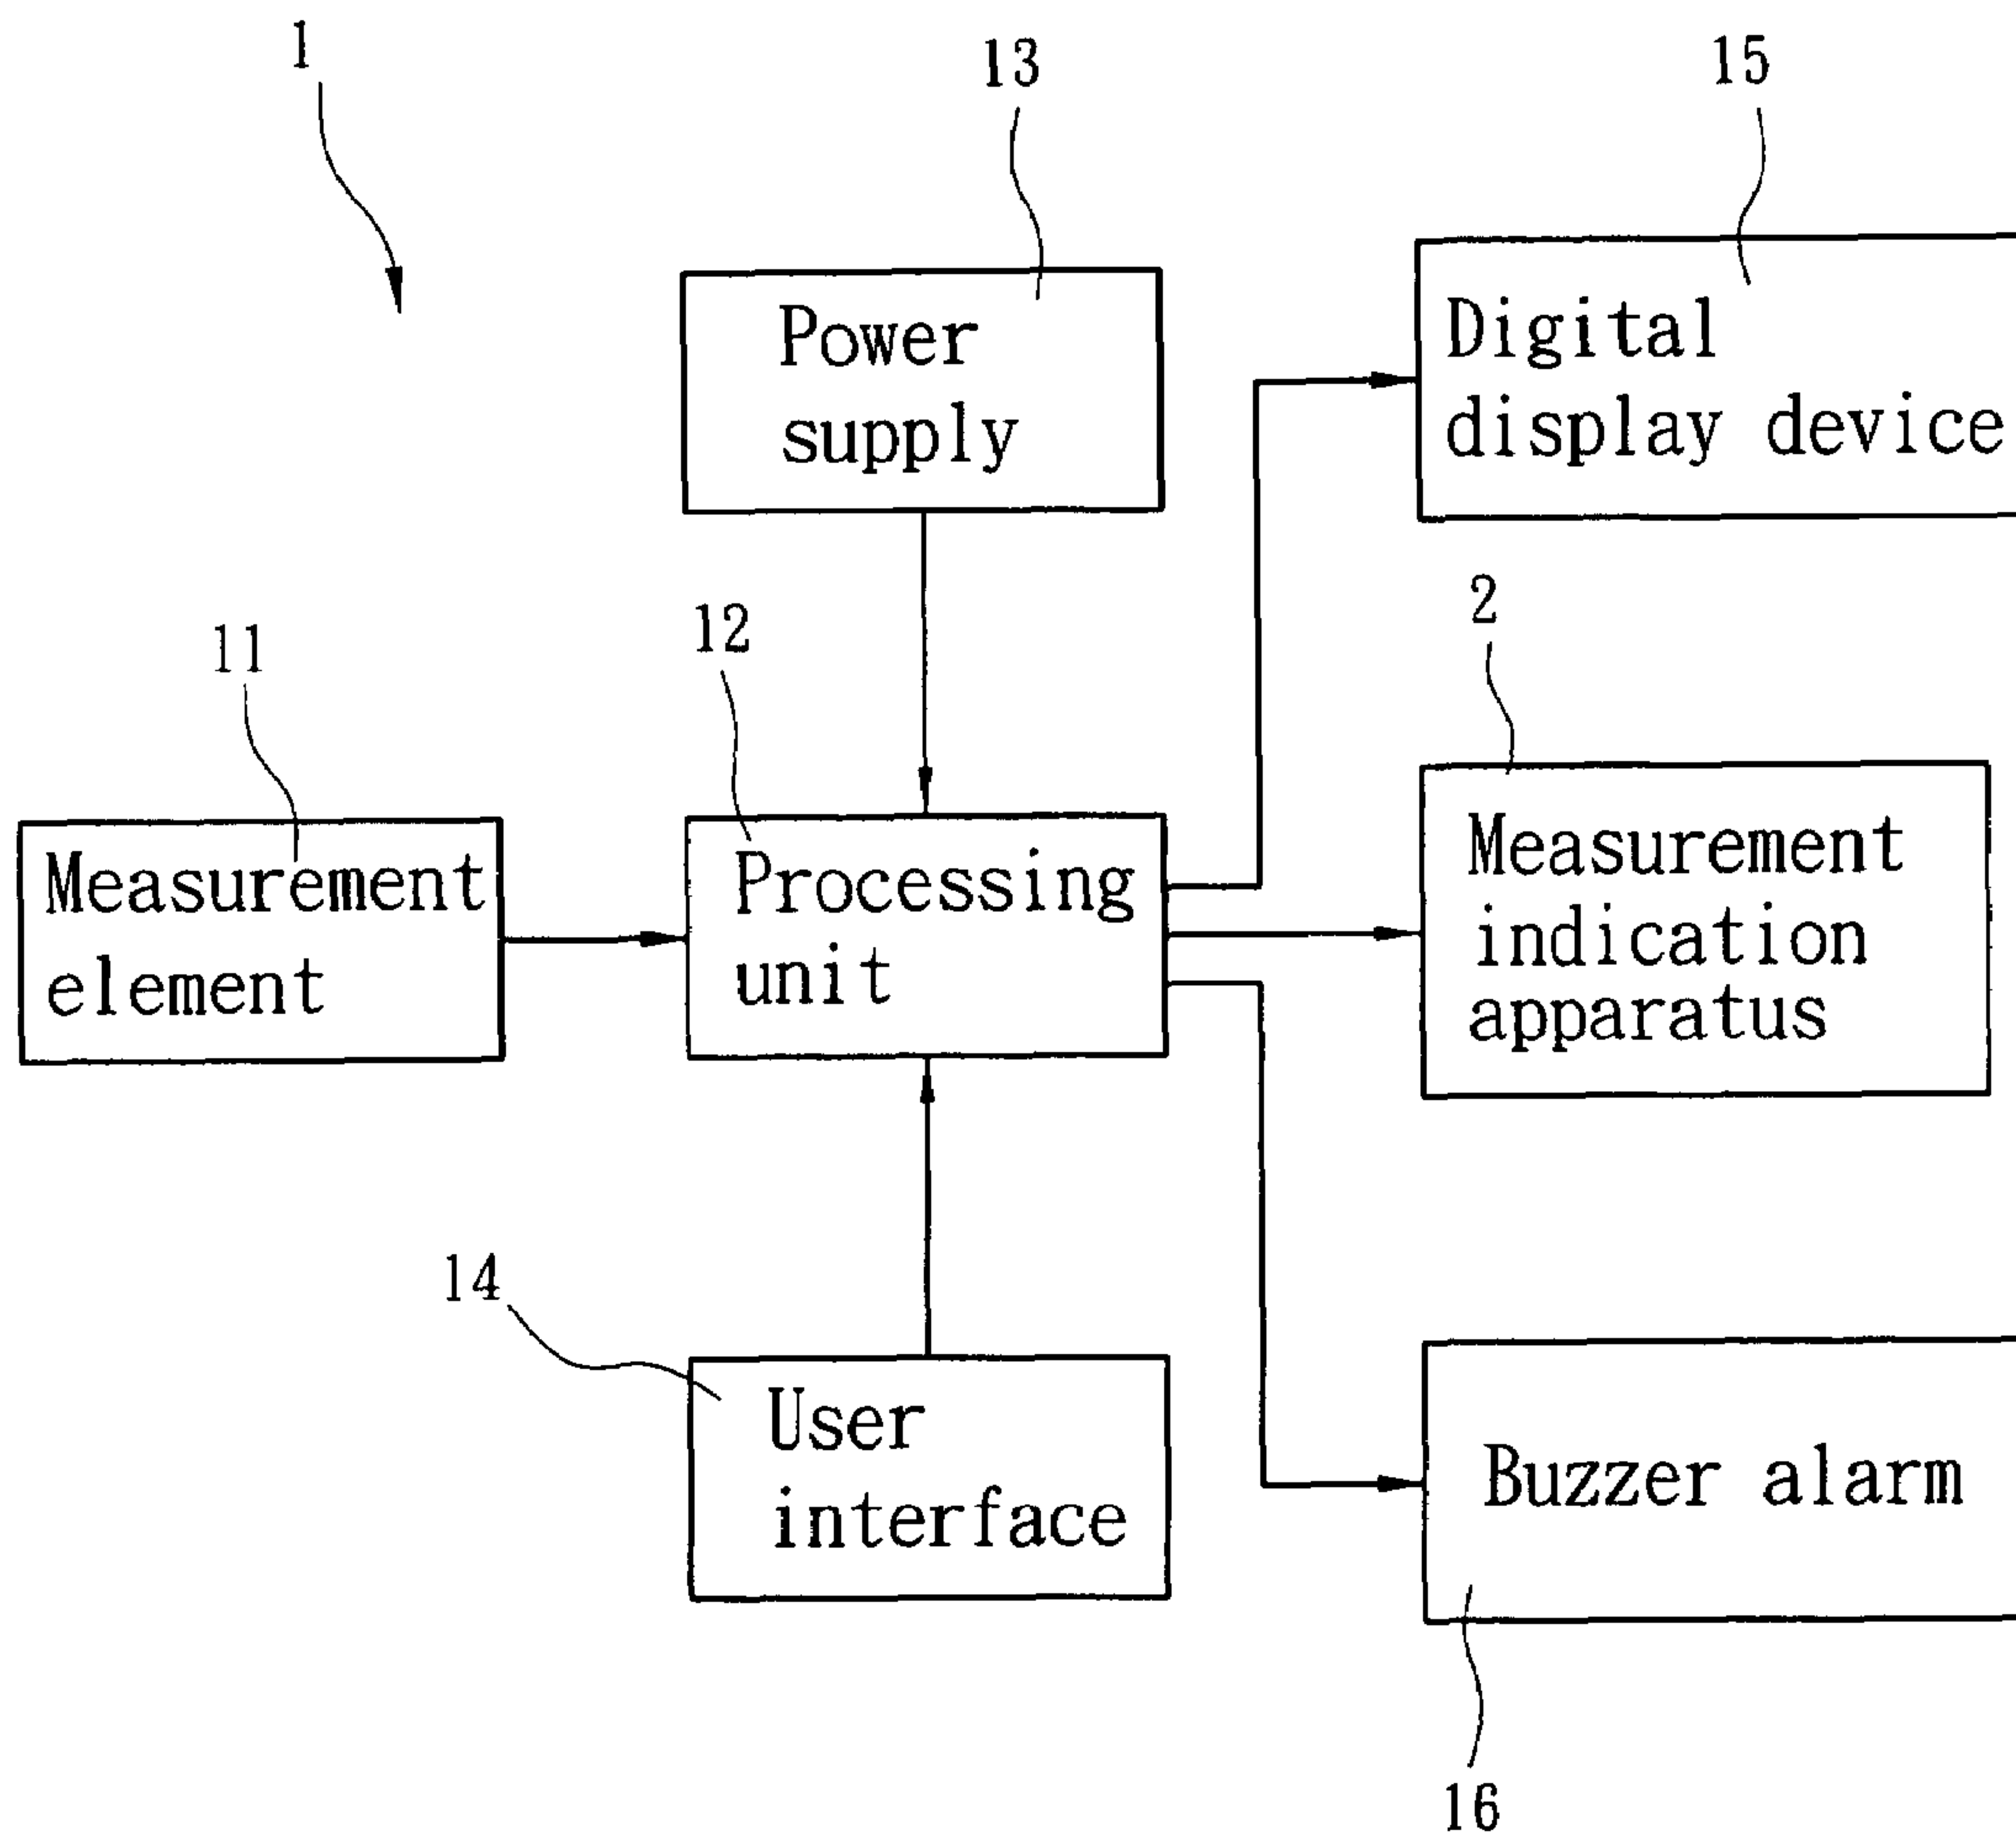 1
13
15
Power
supply
Digital
display device
11
12
2
Measurement
element
Processing
unit
Measurement
indication
apparatus
14
User
interface
Buzzer alarm
16